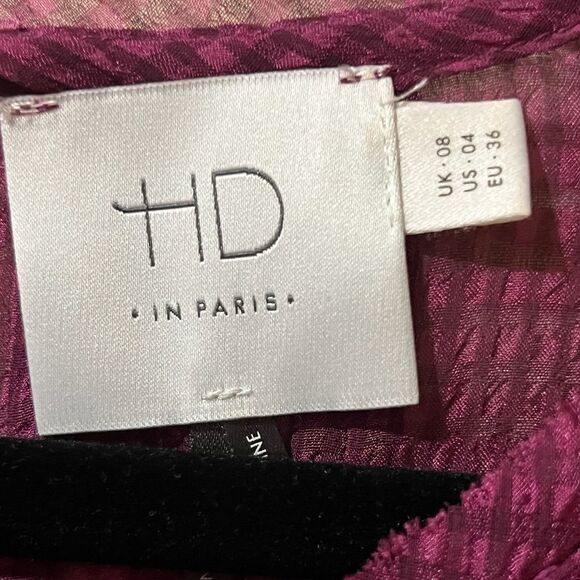 HD
• IN PARIS •
UK • 08
US • 04
EU • 36